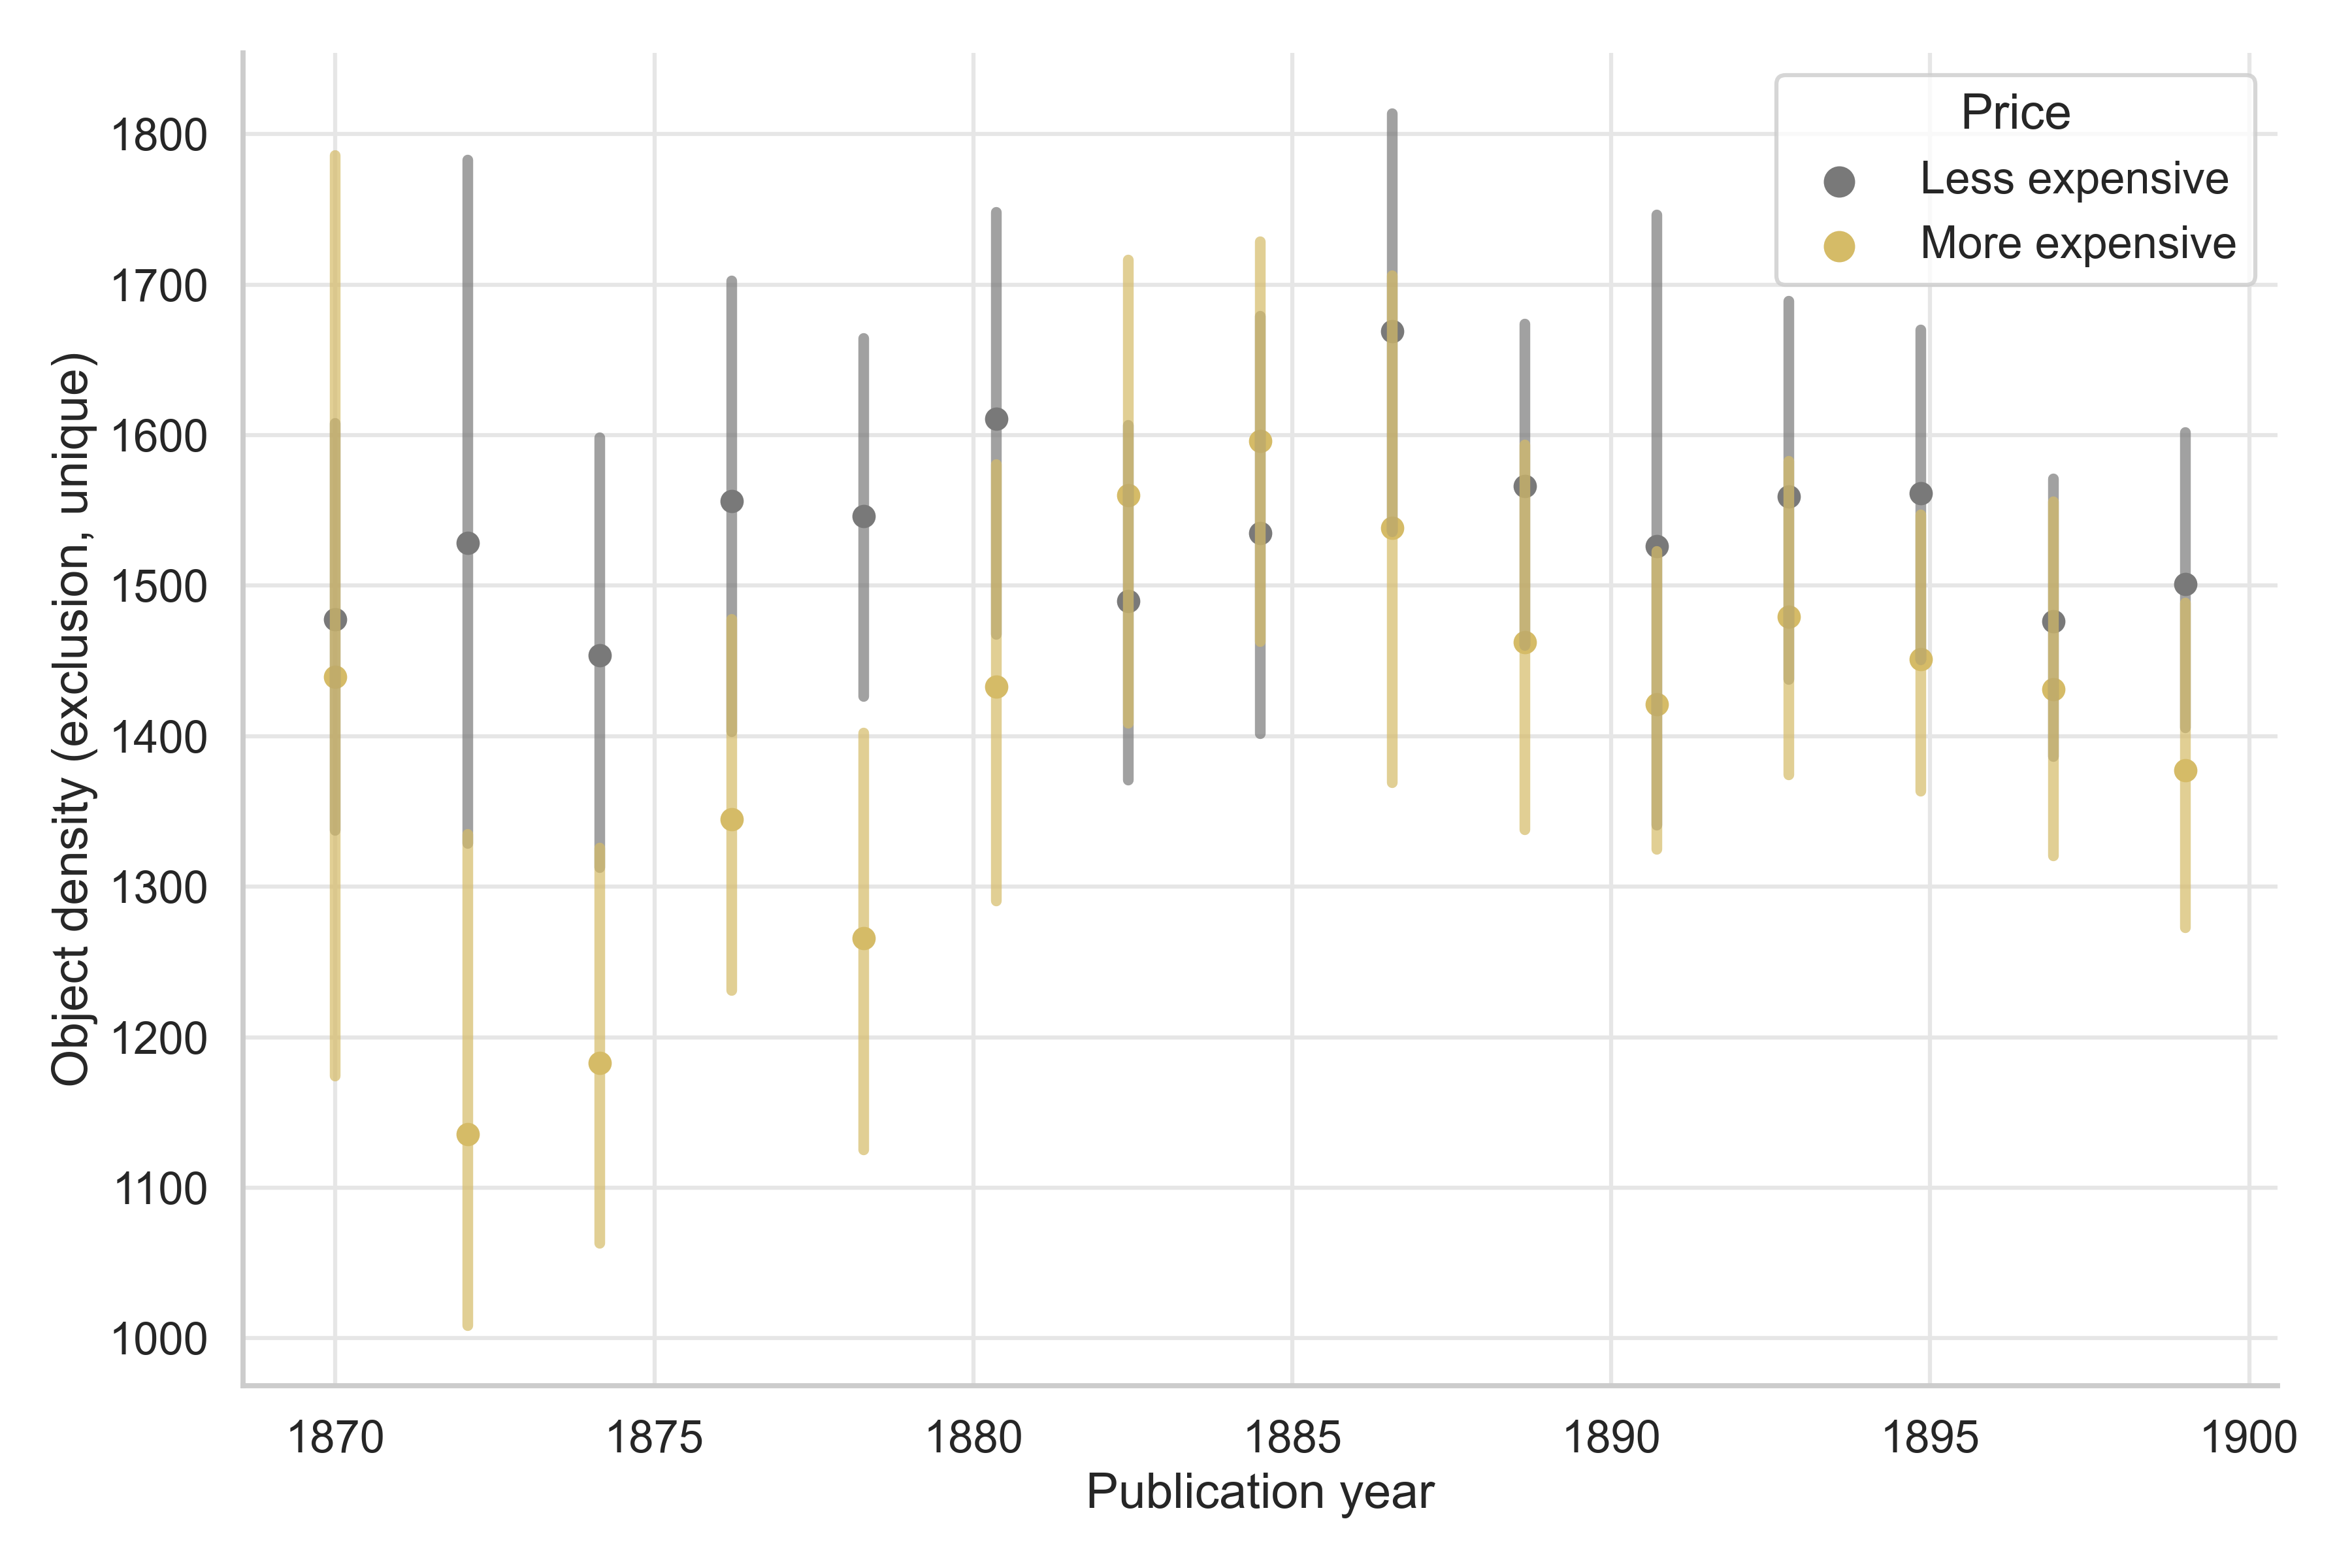 Price
Less expensive
More expensive
Object density (exclusion, unique)
1800
1700
1600
1500
1400
1300
1200
1100
1000
1870 1875 1880 1885 1890 1895 1900
Publication year